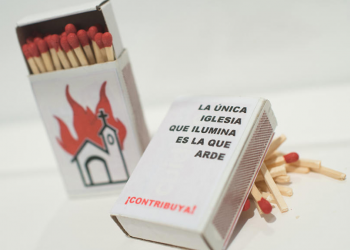 LA ÚNICA
IGLESIA
QUE ILUMINA
ES LA QUE
ARDE
¡CONTRIBUYA!